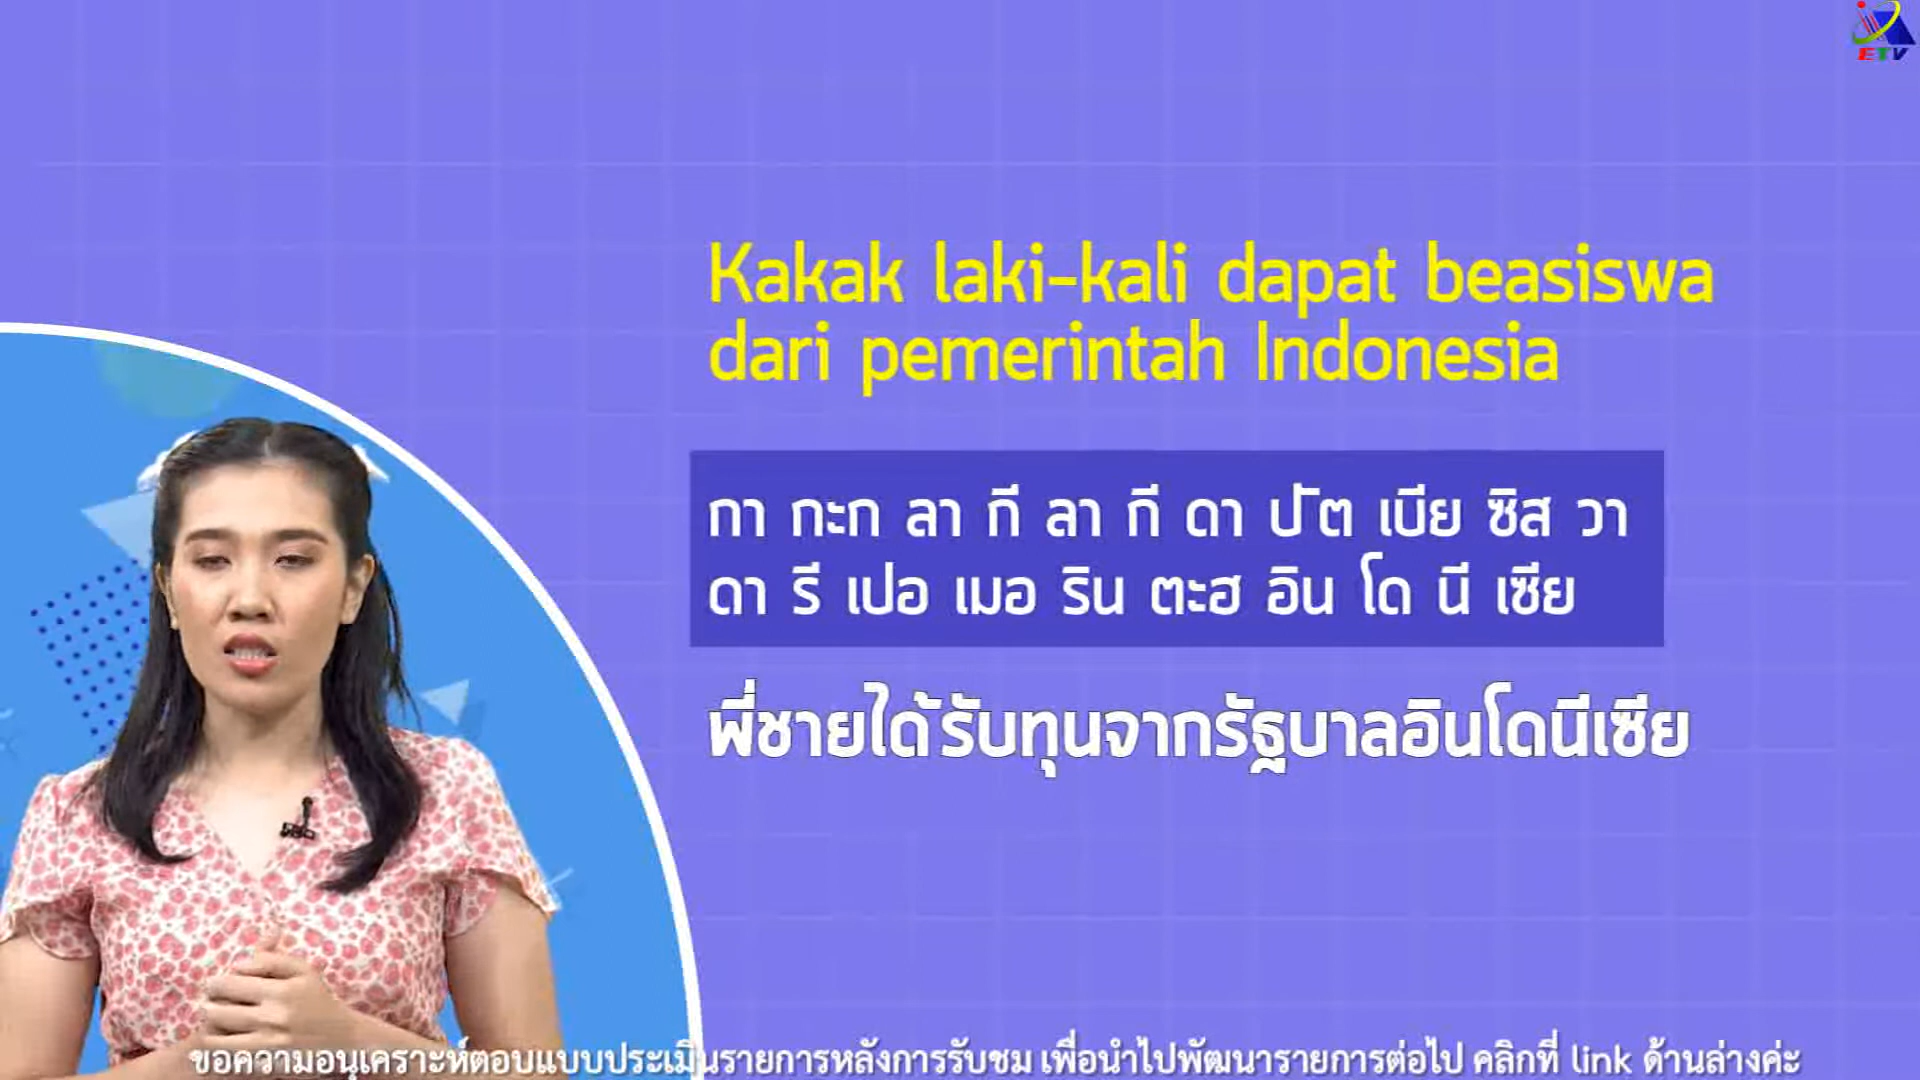 ETV
Kakak laki-kali dapat beasiswa
dari pemerintah Indonesia
กา กะก ลา กี ลา กี ดา ปัต เบีย ซิส วา
ดา รี เปอ เมอ ริน ตะฮ อิน โด นี เซีย
พี่ชายได้รับทุนจากรัฐบาลอินโดนีเซีย
ขอความอนุเคราะห์ตอบแบบประเมินรายการหลังการรับชม เพื่อนำไปพัฒนารายการต่อไป คลิกที่ link ด้านล่างค่ะ